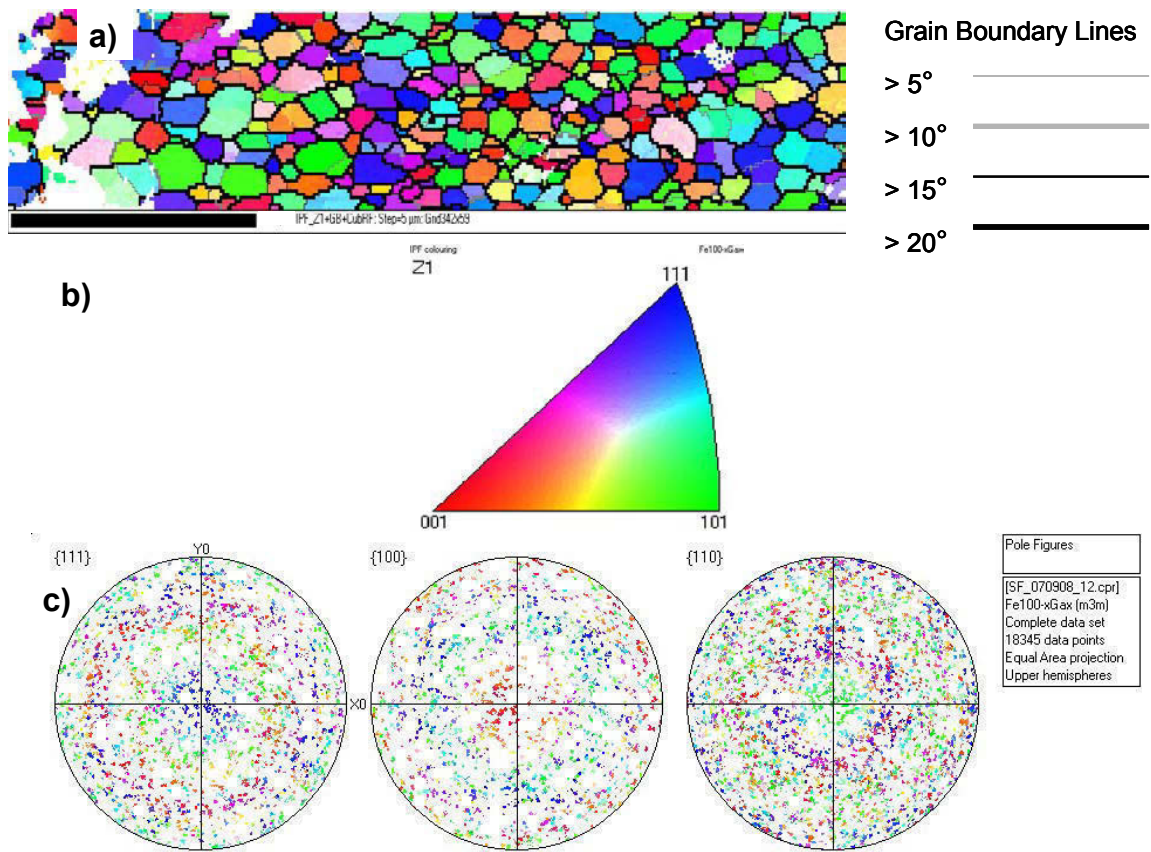 a)
Grain Boundary Lines
> 5°
> 10°
> 15°
> 20°
IPF_Z1+GB+CubRF: Step=5 µm: Grid342x59
IPF colouring
Z1
Fe100-xGax
b)
111
001
101
c)
{111}
Y0
X0
{100}
{110}
Pole Figures
[SF_070908_12.cpr]
Fe100-xGax (m3m)
Complete data set
18345 data points
Equal Area projection
Upper hemispheres